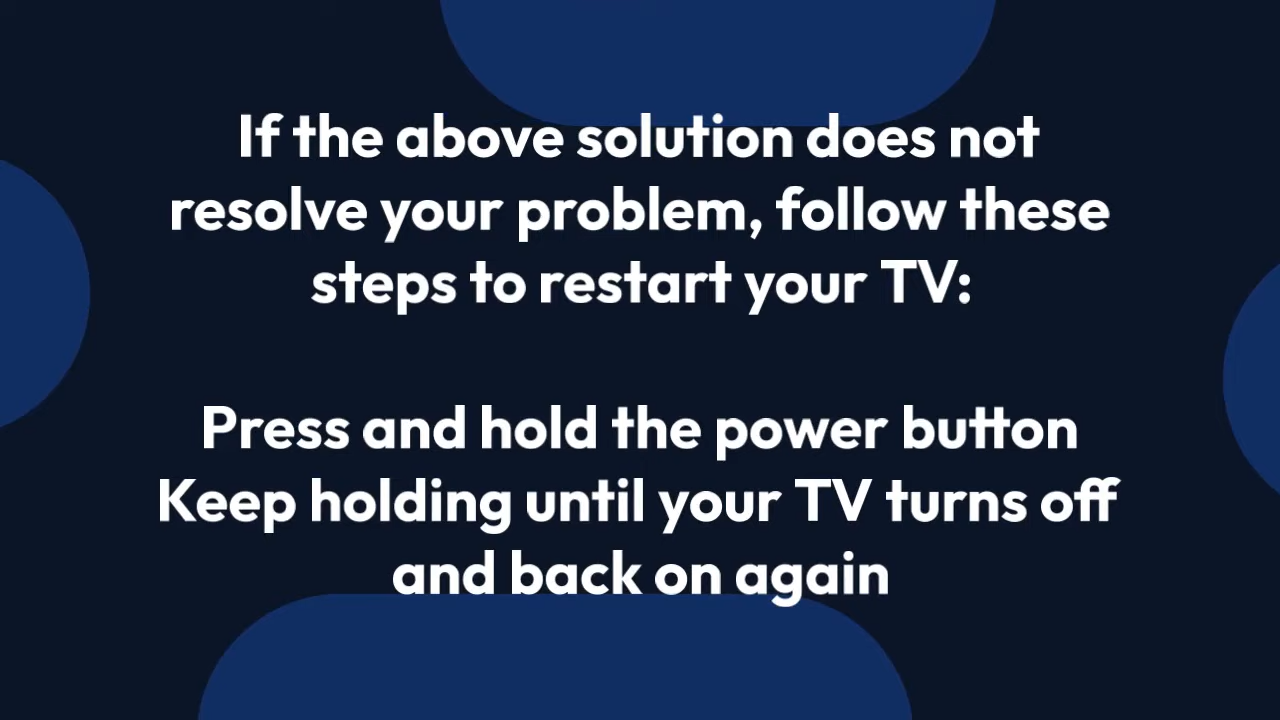 If the above solution does not
resolve your problem, follow these
steps to restart your TV:
Press and hold the power button
Keep holding until your TV turns off
and back on again